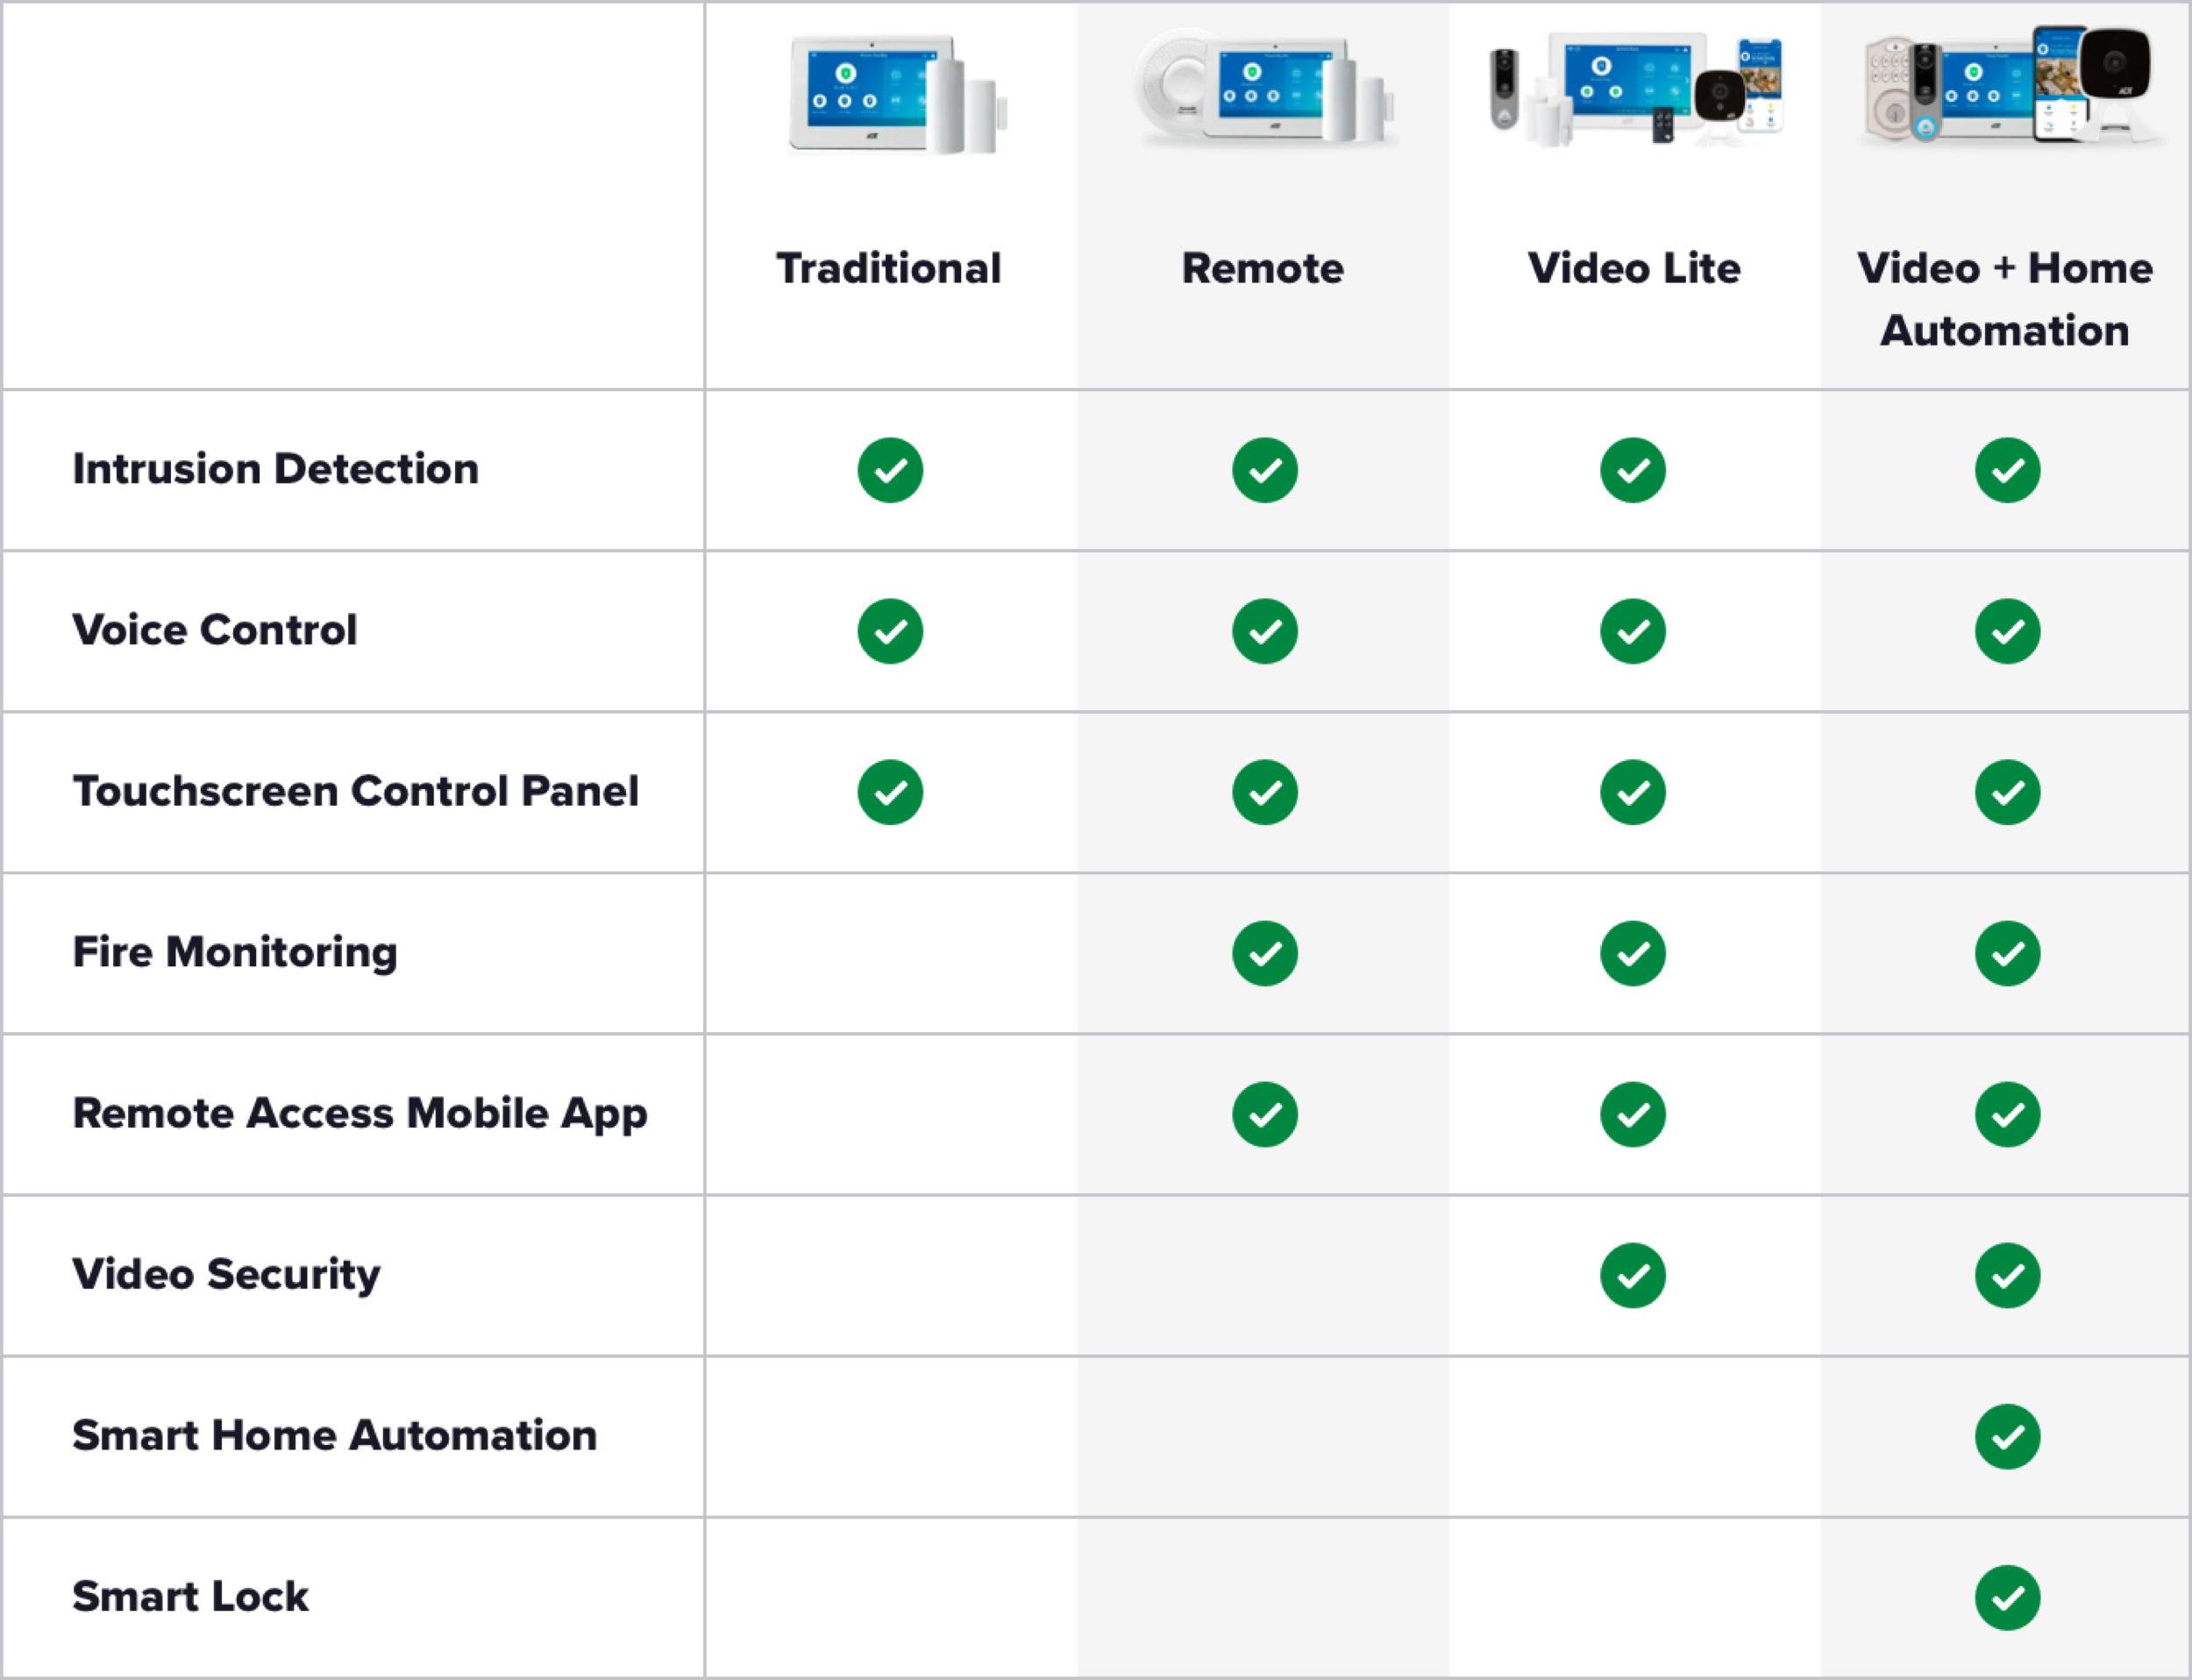 Traditional
Remote
Video Lite
Video + Home
Automation
Intrusion Detection
Voice Control
Touchscreen Control Panel
Fire Monitoring
Remote Access Mobile App
Video Security
Smart Home Automation
Smart Lock